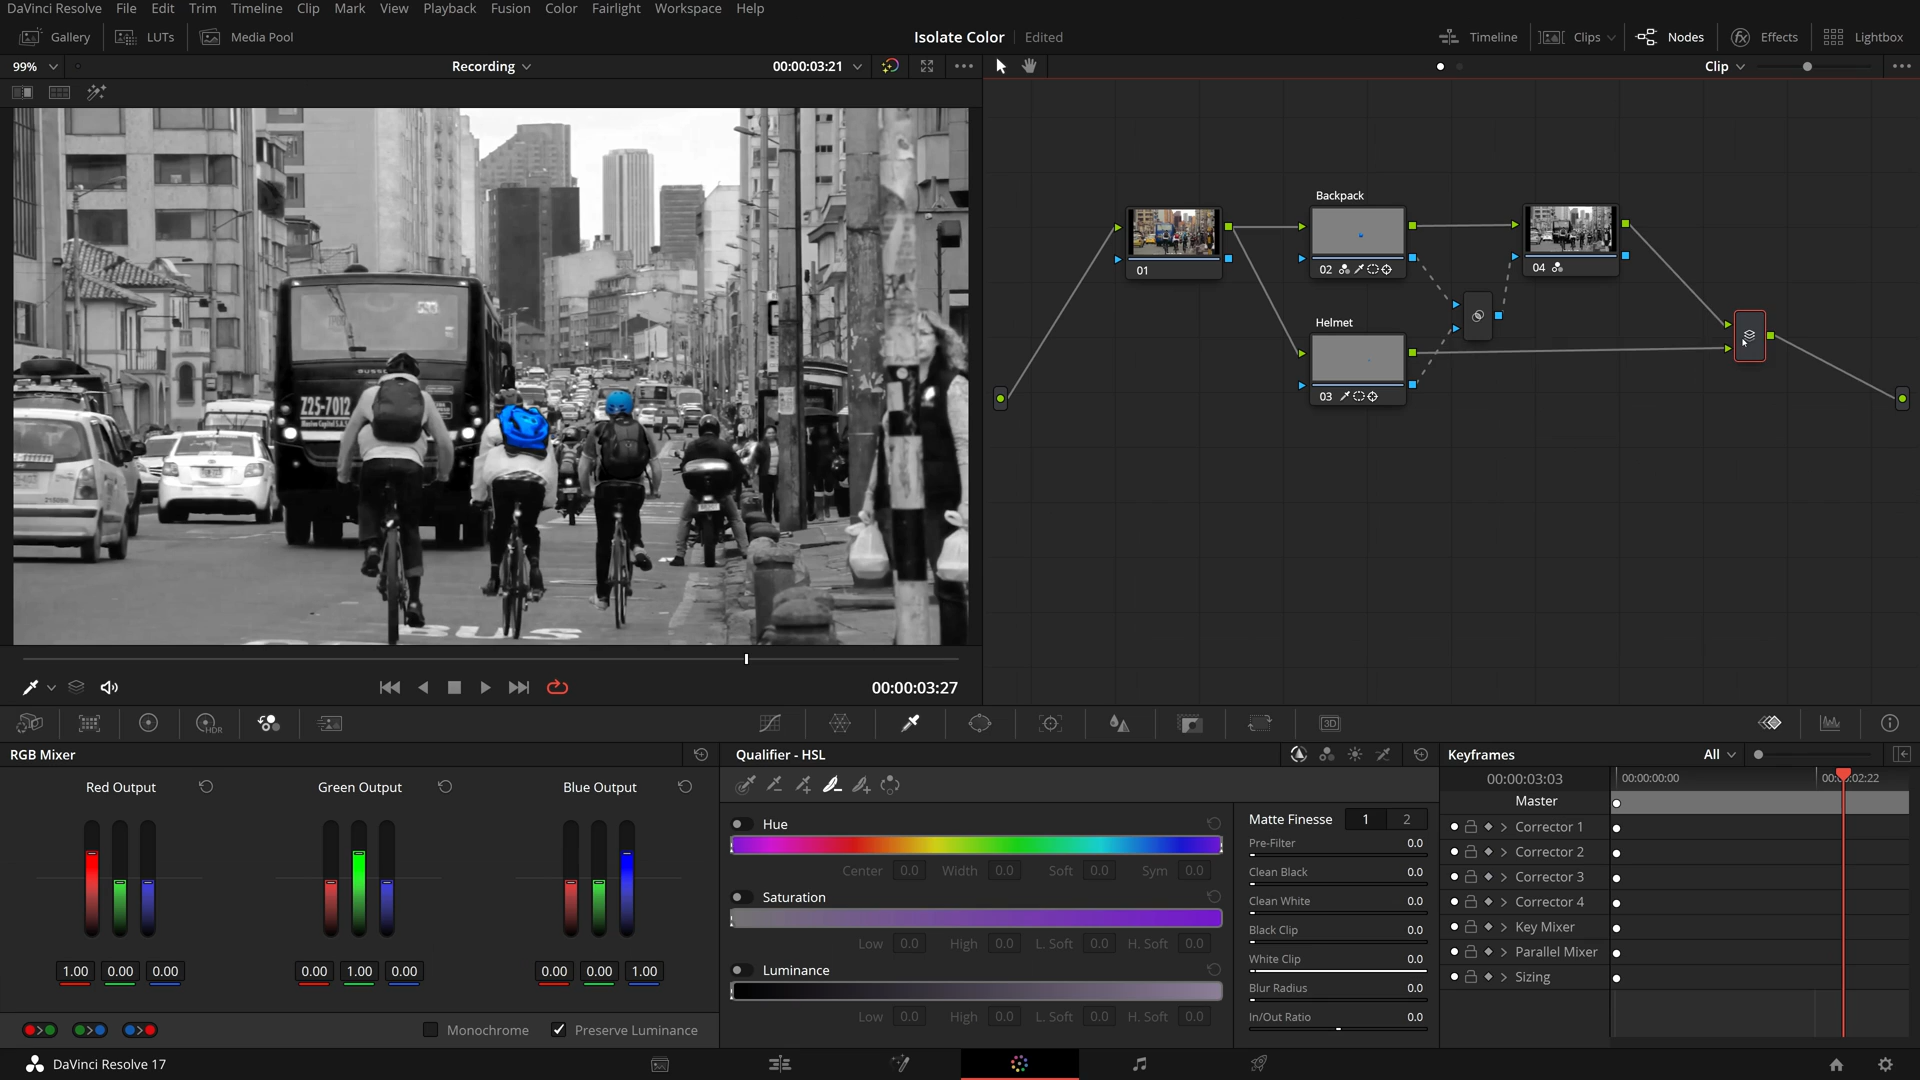 DaVinci Resolve File Edit Trim Timeline Clip Mark View Playback Fusion Color Fairlight Workspace Help
Gallery LUTs Media Pool Isolate Color Edited Timeline Clips Nodes Effects Lightbox
99% Recording 00:00:03:21 Clip
Z25-7012
BUS
Backpack
01
02
04
Helmet
03
00:00:03:27
HDR
3D
RGB Mixer
Red Output Green Output Blue Output
1.00 0.00 0.00 0.00 1.00 0.00 0.00 0.00 1.00
Monochrome Preserve Luminance
Qualifier - HSL
Hue
Center 0.0 Width 0.0 Soft 0.0 Sym 0.0
Saturation
Low 0.0 High 0.0 L. Soft 0.0 H. Soft 0.0
Luminance
Low 0.0 High 0.0 L. Soft 0.0 H. Soft 0.0
Matte Finesse 1 2
Pre-Filter 0.0
Clean Black 0.0
Clean White 0.0
Black Clip 0.0
White Clip 0.0
Blur Radius 0.0
In/Out Ratio 0.0
Keyframes All
00:00:03:03 00:00:00:00
Master
Corrector 1
Corrector 2
Corrector 3
Corrector 4
Key Mixer
Parallel Mixer
Sizing
DaVinci Resolve 17